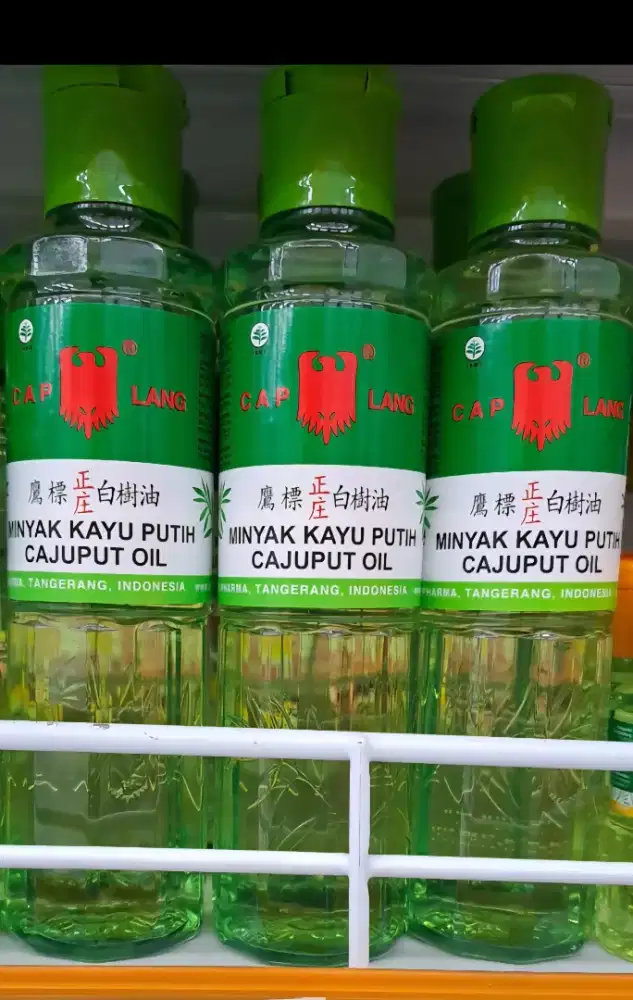 CAP LANG ®
鷹標正庄白樹油
MINYAK KAYU PUTIH
CAJUPUT OIL
TANGERANG, INDONESIA
CAP LANG ®
鷹標正庄白樹油
MINYAK KAYU PUTIH
CAJUPUT OIL
PHARMA, TANGERANG, INDONESIA
CAP LANG ®
鷹標正庄白樹油
MINYAK KAYU PUTIH
CAJUPUT OIL
PHARMA, TANGERANG, INDONESIA